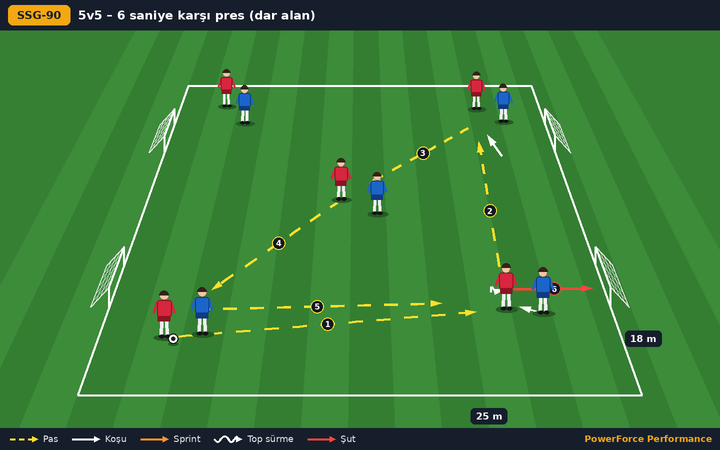 SSG-90
5v5 – 6 saniye karşı pres (dar alan)
3
2
4
6
5
1
18 m
25 m
Pas
Koşu
Sprint
Top sürme
Şut
PowerForce Performance